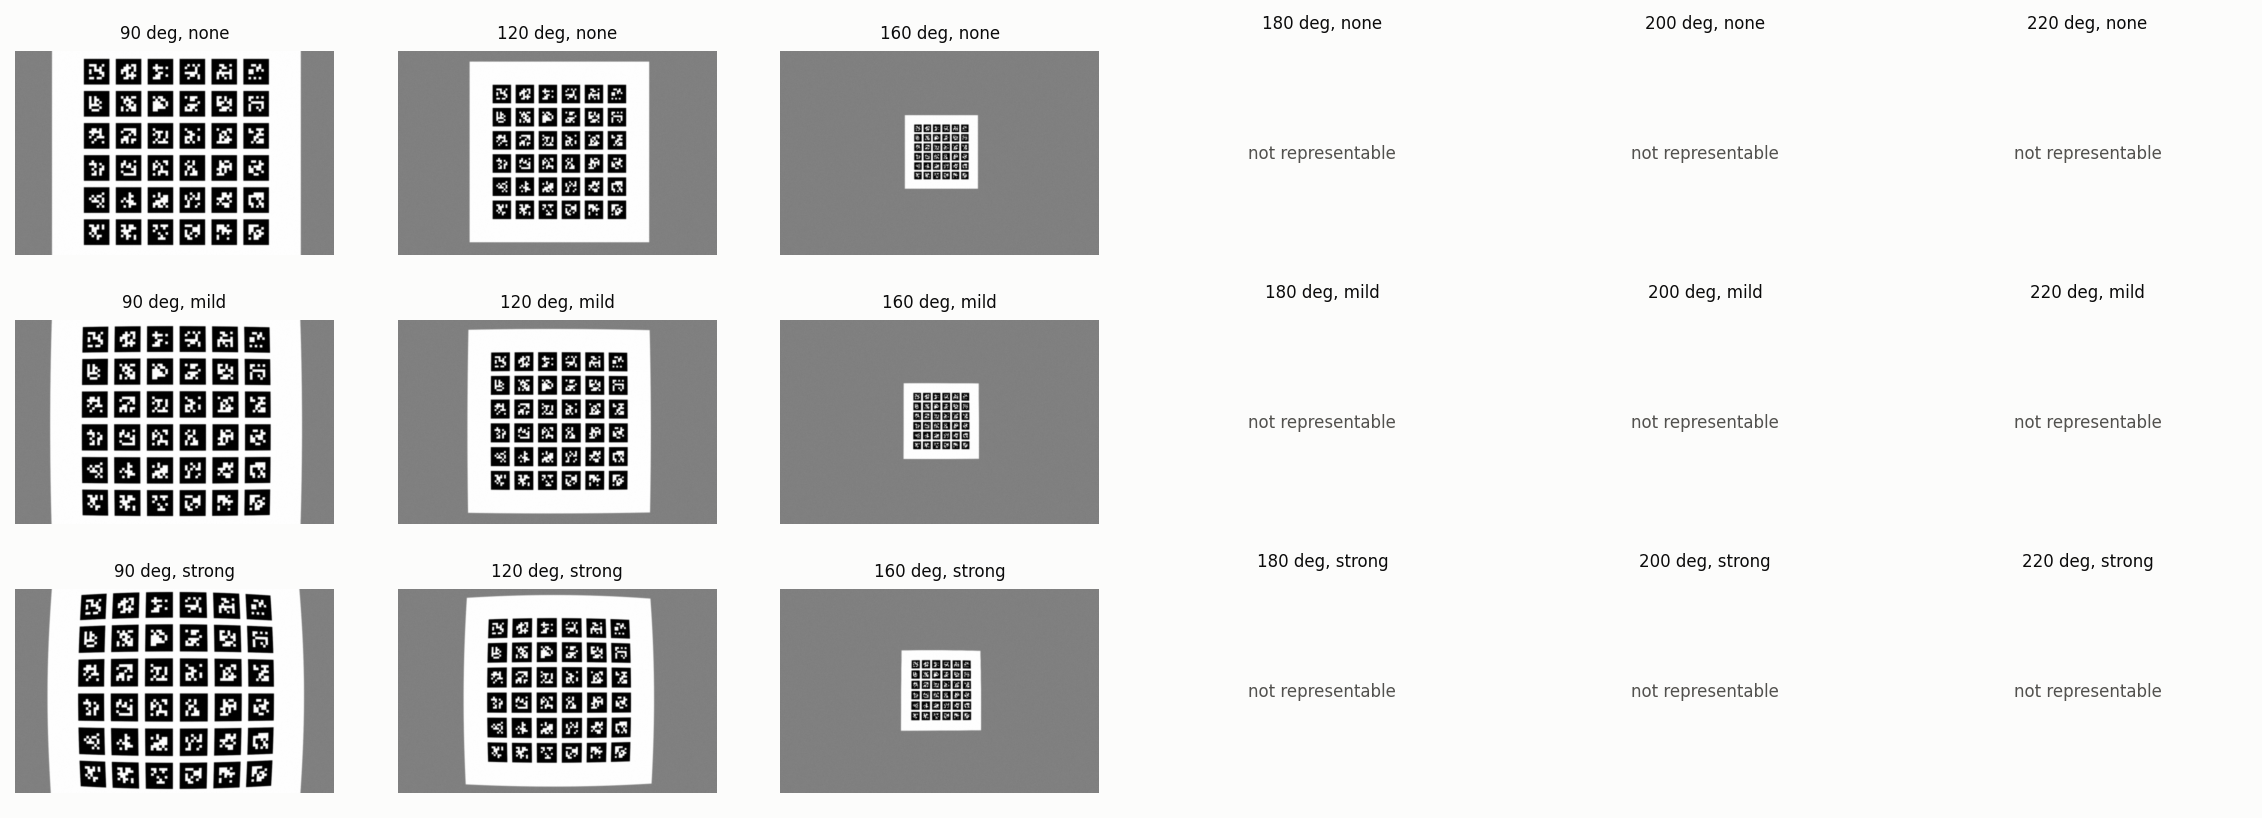 90 deg, none
120 deg, none
160 deg, none
180 deg, none
200 deg, none
220 deg, none
not representable
not representable
not representable
90 deg, mild
120 deg, mild
160 deg, mild
180 deg, mild
200 deg, mild
220 deg, mild
not representable
not representable
not representable
90 deg, strong
120 deg, strong
160 deg, strong
180 deg, strong
200 deg, strong
220 deg, strong
not representable
not representable
not representable